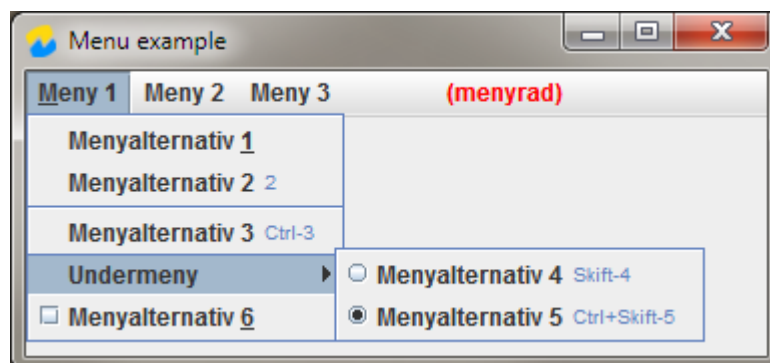 Menu example
Meny 1 Meny 2 Meny 3 (menyrad)
Menyalternativ 1
Menyalternativ 2 2
Menyalternativ 3 Ctrl-3
Undermeny
Menyalternativ 4 Skift-4
Menyalternativ 6
Menyalternativ 5 Ctrl+Skift-5